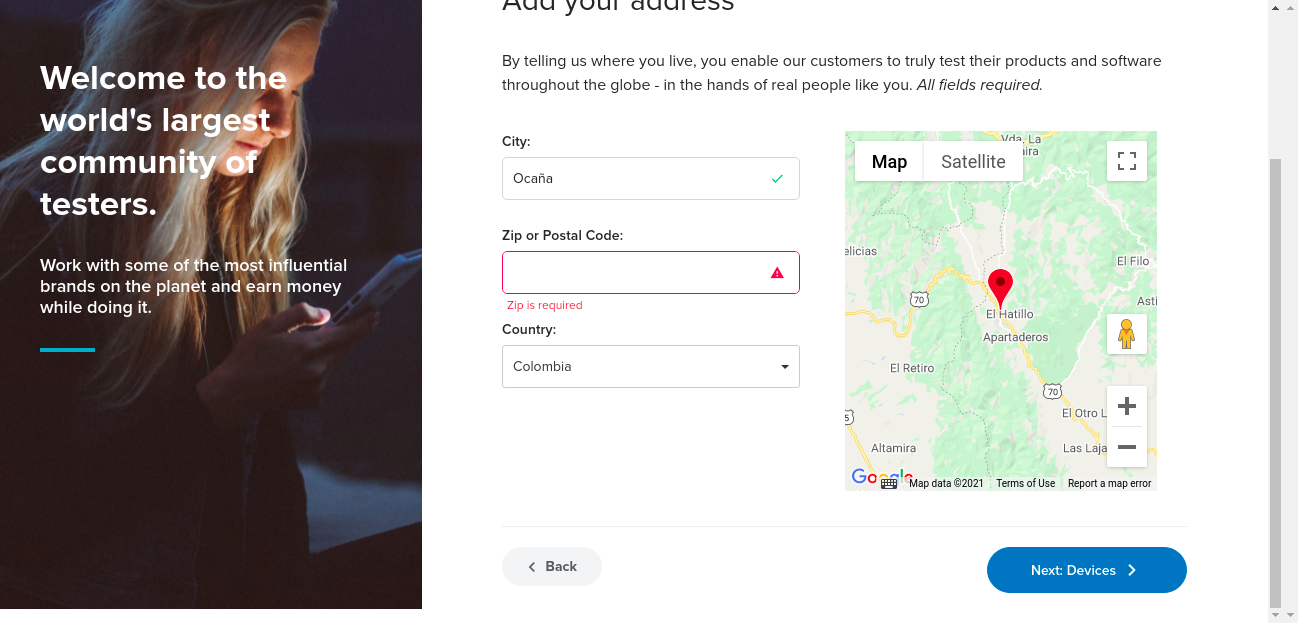 Add your address
Welcome to the
world's largest
community of
testers.
Work with some of the most influential
brands on the planet and earn money
while doing it.
By telling us where you live, you enable our customers to truly test their products and software
throughout the globe - in the hands of real people like you. All fields required.
City:
Ocaña
Zip or Postal Code:
Zip is required
Country:
Colombia
Vda. La
aira
Map
Satellite
elicias
El Filo
70
Asti
El Hatillo
Apartaderos
El Retiro
70
El Otro L
5
Altamira
Las Laja
Google
Map data ©2021
Terms of Use
Report a map error
Back
Next: Devices